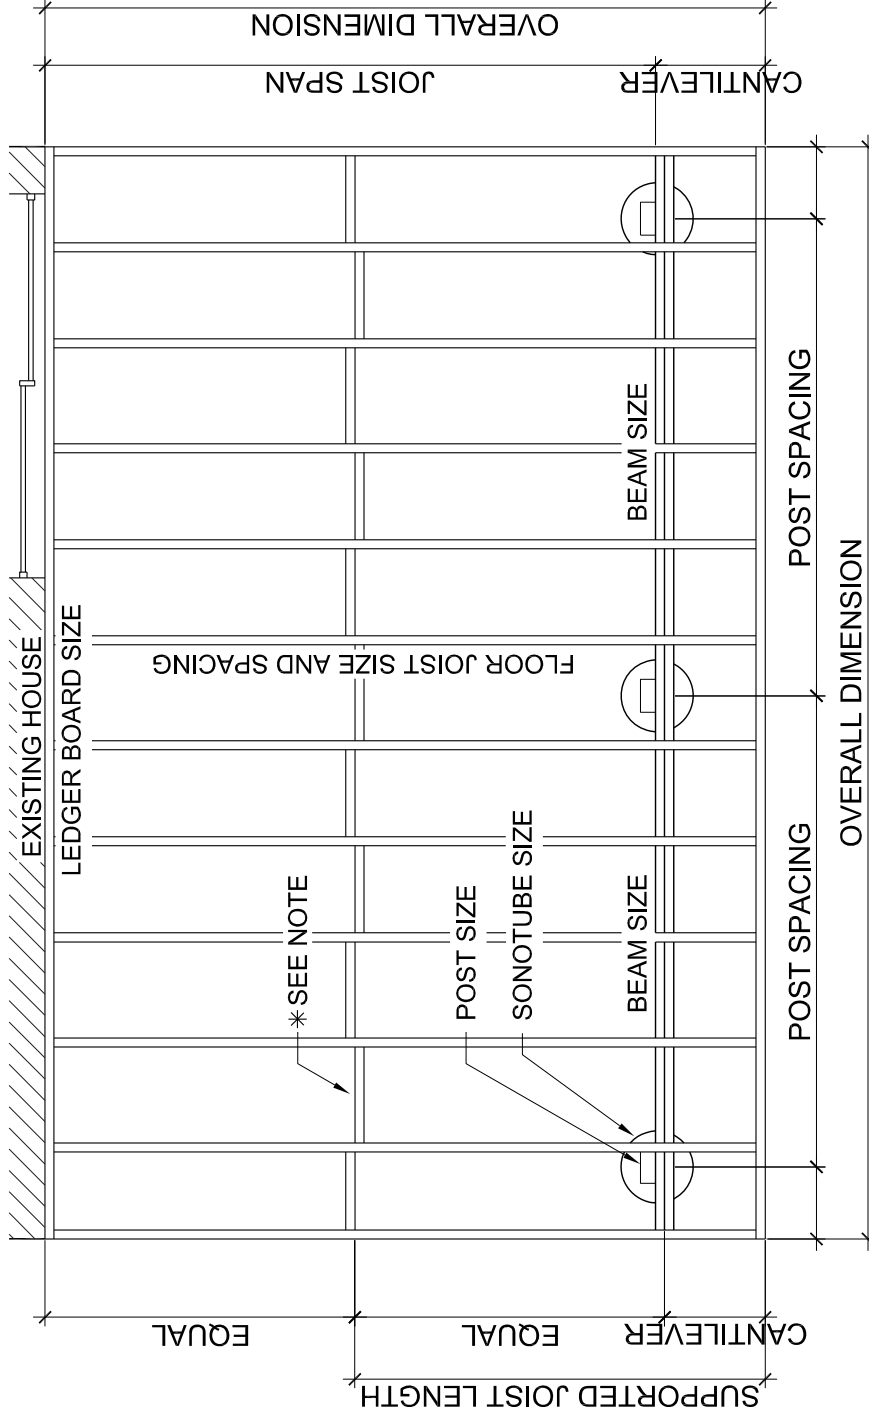 OVERALL DIMENSION
JOIST SPAN
CANTILEVER
EXISTING HOUSE
LEDGER BOARD SIZE
FLOOR JOIST SIZE AND SPACING
* SEE NOTE
POST SIZE
SONOTUBE SIZE
BEAM SIZE
BEAM SIZE
POST SPACING
POST SPACING
OVERALL DIMENSION
EQUAL
EQUAL
CANTILEVER
SUPPORTED JOIST LENGTH